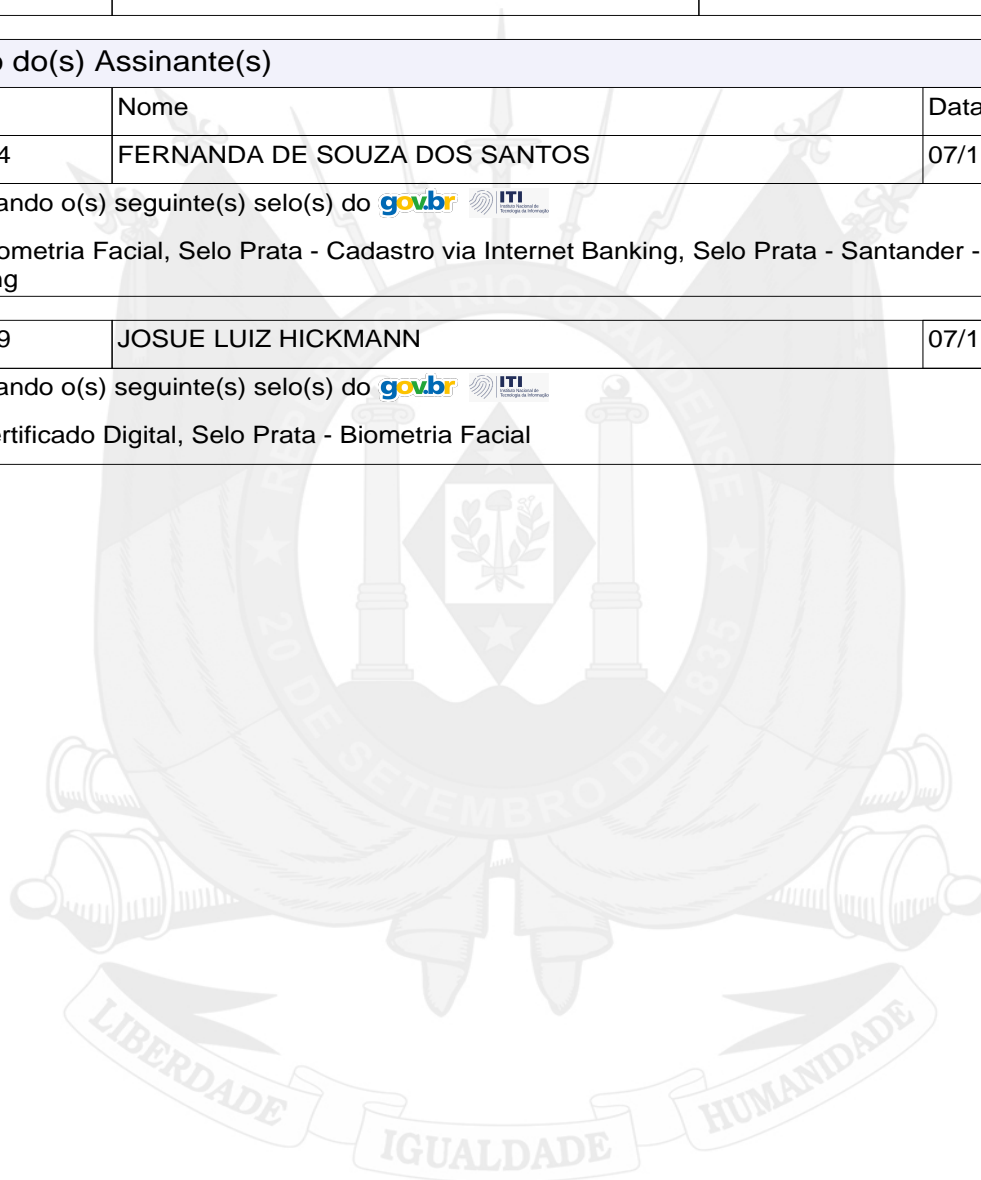 o do(s) Assinante(s)
Nome Data
4 FERNANDA DE SOUZA DOS SANTOS 07/1
ando o(s) seguinte(s) selo(s) do gov.br ITI
ometria Facial, Selo Prata - Cadastro via Internet Banking, Selo Prata - Santander -
g
9 JOSUE LUIZ HICKMANN 07/1
ando o(s) seguinte(s) selo(s) do gov.br ITI
ertificado Digital, Selo Prata - Biometria Facial
REPÚBLICA RIO GRANDENSE
20 DE SETEMBRO DE 1835
LIBERDADE IGUALDADE HUMANIDADE